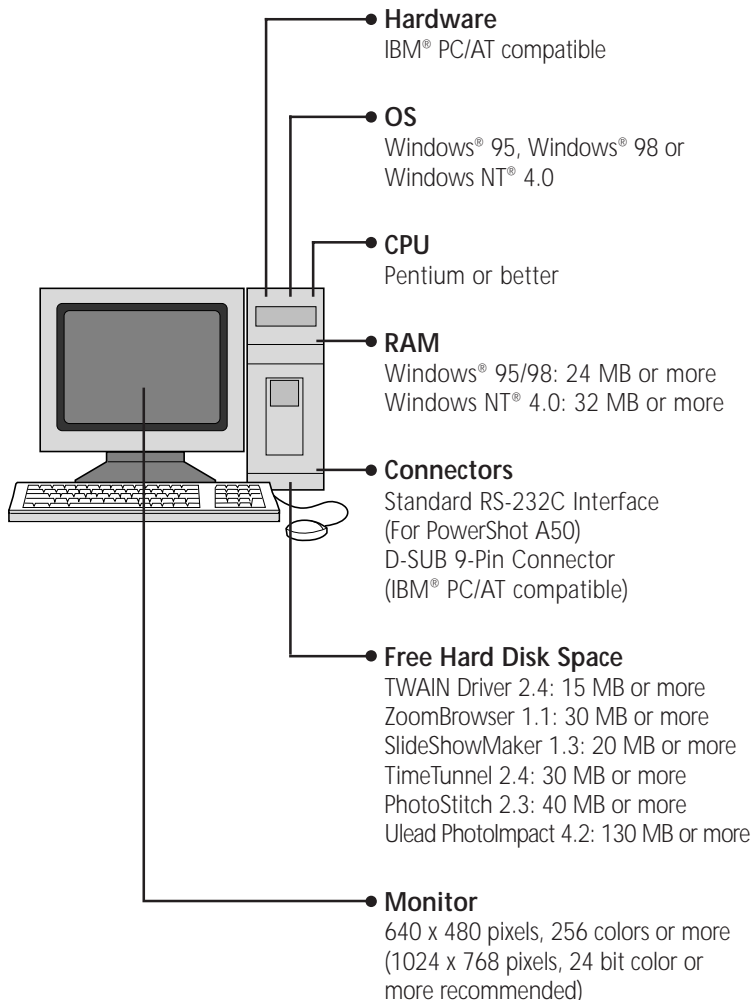 Hardware
IBM® PC/AT compatible
OS
Windows® 95, Windows® 98 or
Windows NT® 4.0
CPU
Pentium or better
RAM
Windows® 95/98: 24 MB or more
Windows NT® 4.0: 32 MB or more
Connectors
Standard RS-232C Interface
(For PowerShot A50)
D-SUB 9-Pin Connector
(IBM® PC/AT compatible)
Free Hard Disk Space
TWAIN Driver 2.4: 15 MB or more
ZoomBrowser 1.1: 30 MB or more
SlideShowMaker 1.3: 20 MB or more
TimeTunnel 2.4: 30 MB or more
PhotoStitch 2.3: 40 MB or more
Ulead PhotoImpact 4.2: 130 MB or more
Monitor
640 x 480 pixels, 256 colors or more
(1024 x 768 pixels, 24 bit color or
more recommended)